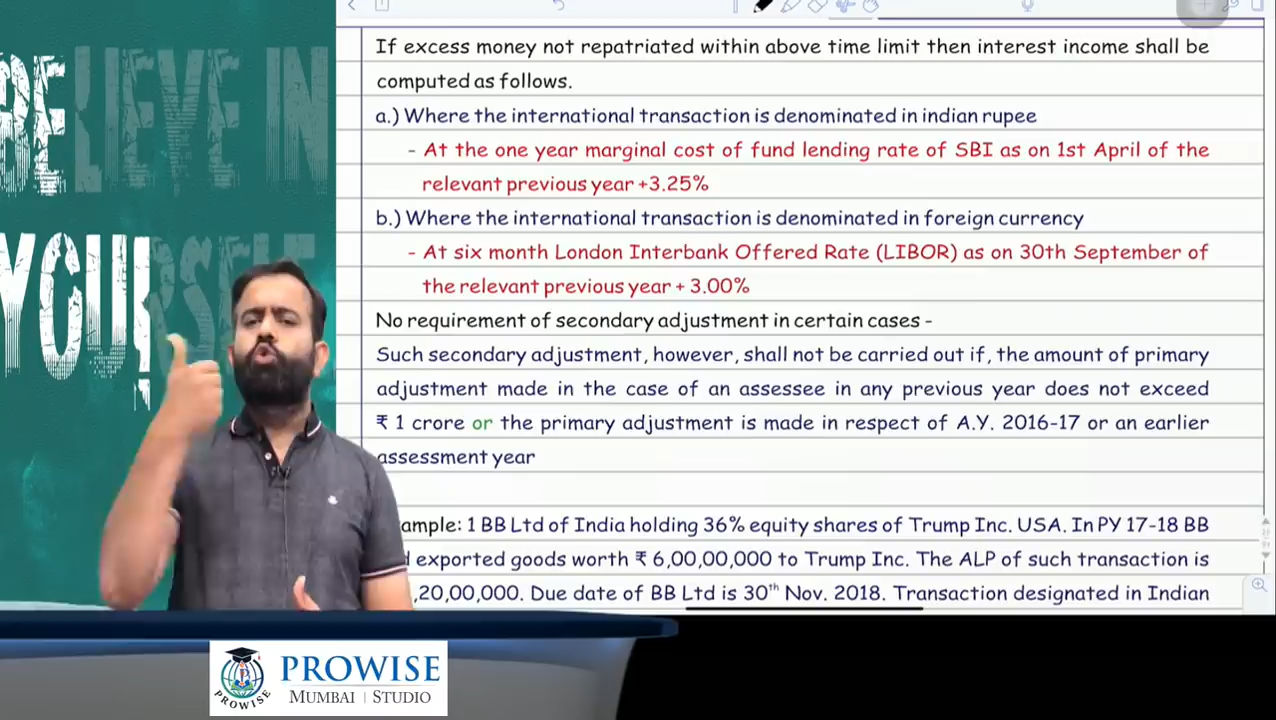 BELIEVE IN
YOURSELF
If excess money not repatriated within above time limit then interest income shall be
computed as follows.
a.) Where the international transaction is denominated in indian rupee
- At the one year marginal cost of fund lending rate of SBI as on 1st April of the
relevant previous year +3.25%
b.) Where the international transaction is denominated in foreign currency
- At six month London Interbank Offered Rate (LIBOR) as on 30th September of
the relevant previous year + 3.00%
No requirement of secondary adjustment in certain cases -
Such secondary adjustment, however, shall not be carried out if, the amount of primary
adjustment made in the case of an assessee in any previous year does not exceed
₹ 1 crore or the primary adjustment is made in respect of A.Y. 2016-17 or an earlier
assessment year
ample: 1 BB Ltd of India holding 36% equity shares of Trump Inc. USA. In PY 17-18 BB
exported goods worth ₹ 6,00,00,000 to Trump Inc. The ALP of such transaction is
,20,00,000. Due date of BB Ltd is 30th Nov. 2018. Transaction designated in Indian
PROWISE
PROWISE
MUMBAI | STUDIO